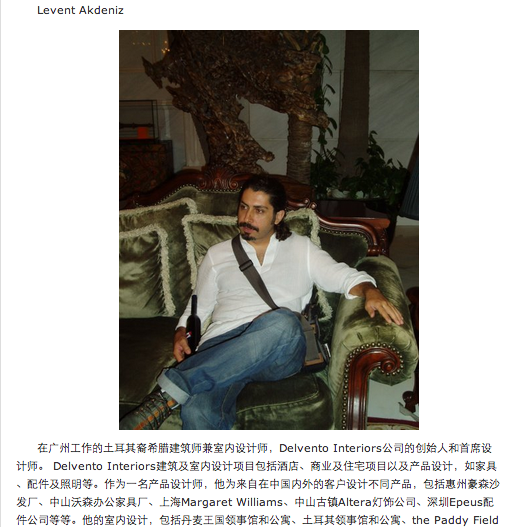 Levent Akdeniz
在广州工作的土耳其裔希腊建筑师兼室内设计师，Delvento Interiors公司的创始人和首席设
计师。 Delvento Interiors建筑及室内设计项目包括酒店、商业及住宅项目以及产品设计，如家具
、配件及照明等。作为一名产品设计师，他为来自在中国内外的客户设计不同产品，包括惠州豪森沙
发厂、中山沃森办公家具厂、上海Margaret Williams、中山古镇Altera灯饰公司、深圳Epeus配
件公司等等。他的室内设计，包括丹麦王国领事馆和公寓、土耳其领事馆和公寓、the Paddy Field